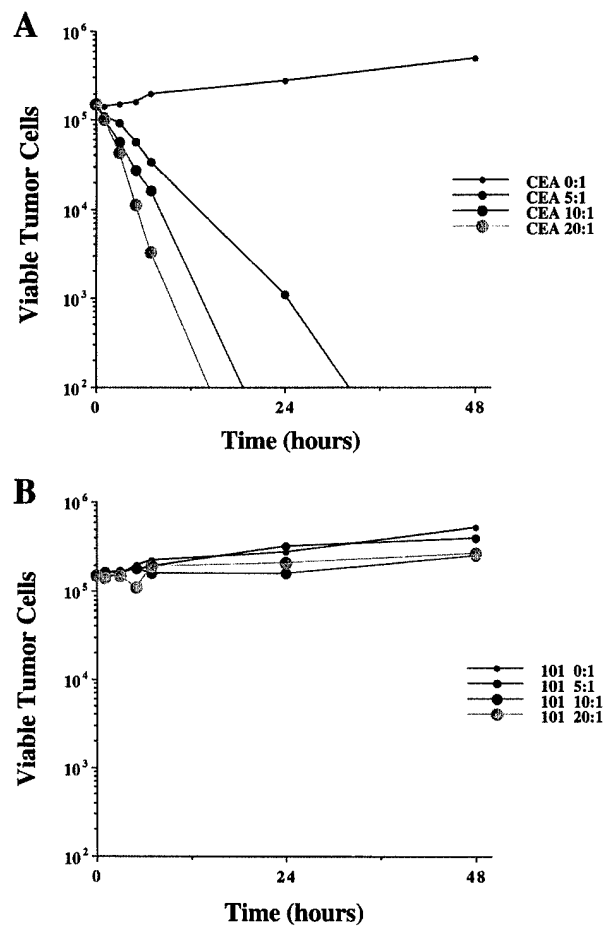 A
10⁶
10⁵
10⁴
10³
10²
Viable Tumor Cells
0
24
48
Time (hours)
CEA 0:1
CEA 5:1
CEA 10:1
CEA 20:1
B
10⁶
10⁵
10⁴
10³
10²
Viable Tumor Cells
0
24
48
Time (hours)
101 0:1
101 5:1
101 10:1
101 20:1